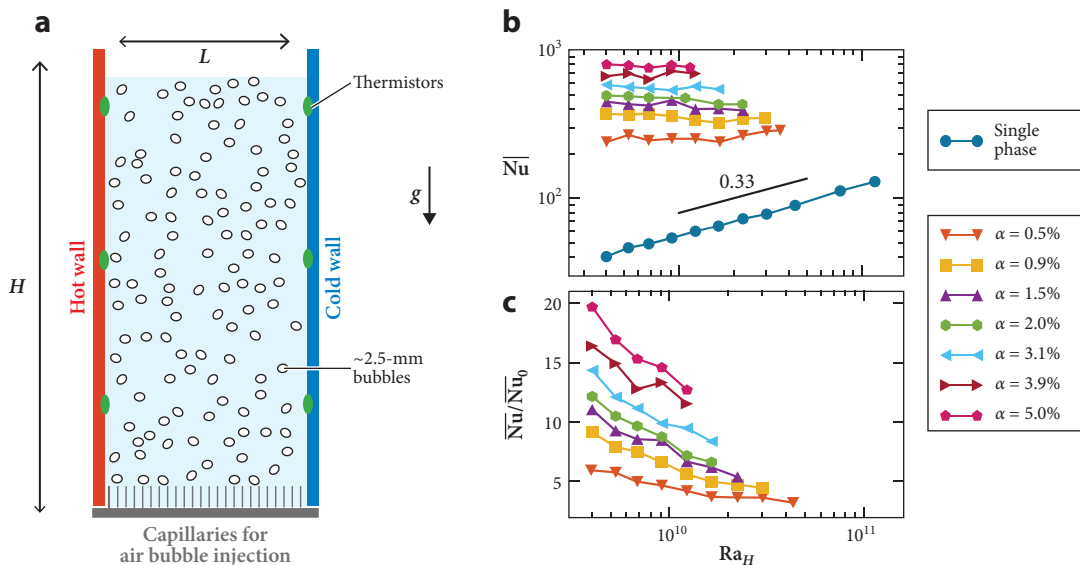 a
L
Thermistors
g
H
Hot wall
Cold wall
~2.5-mm
bubbles
Capillaries for
air bubble injection
b
10³
Nu
10²
0.33
10¹⁰
10¹¹
c
20
15
Nu/Nu₀
10
5
10¹⁰
10¹¹
Ra_H
Single
phase
α = 0.5%
α = 0.9%
α = 1.5%
α = 2.0%
α = 3.1%
α = 3.9%
α = 5.0%